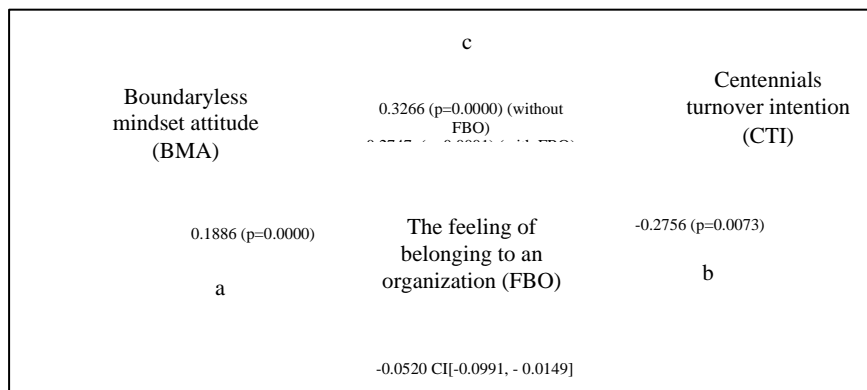 c
Boundaryless
mindset attitude
(BMA)
0.3266 (p=0.0000) (without
FBO)
Centennials
turnover intention
(CTI)
0.1886 (p=0.0000)
a
The feeling of
belonging to an
organization (FBO)
-0.2756 (p=0.0073)
b
-0.0520 CI[-0.0991, - 0.0149]